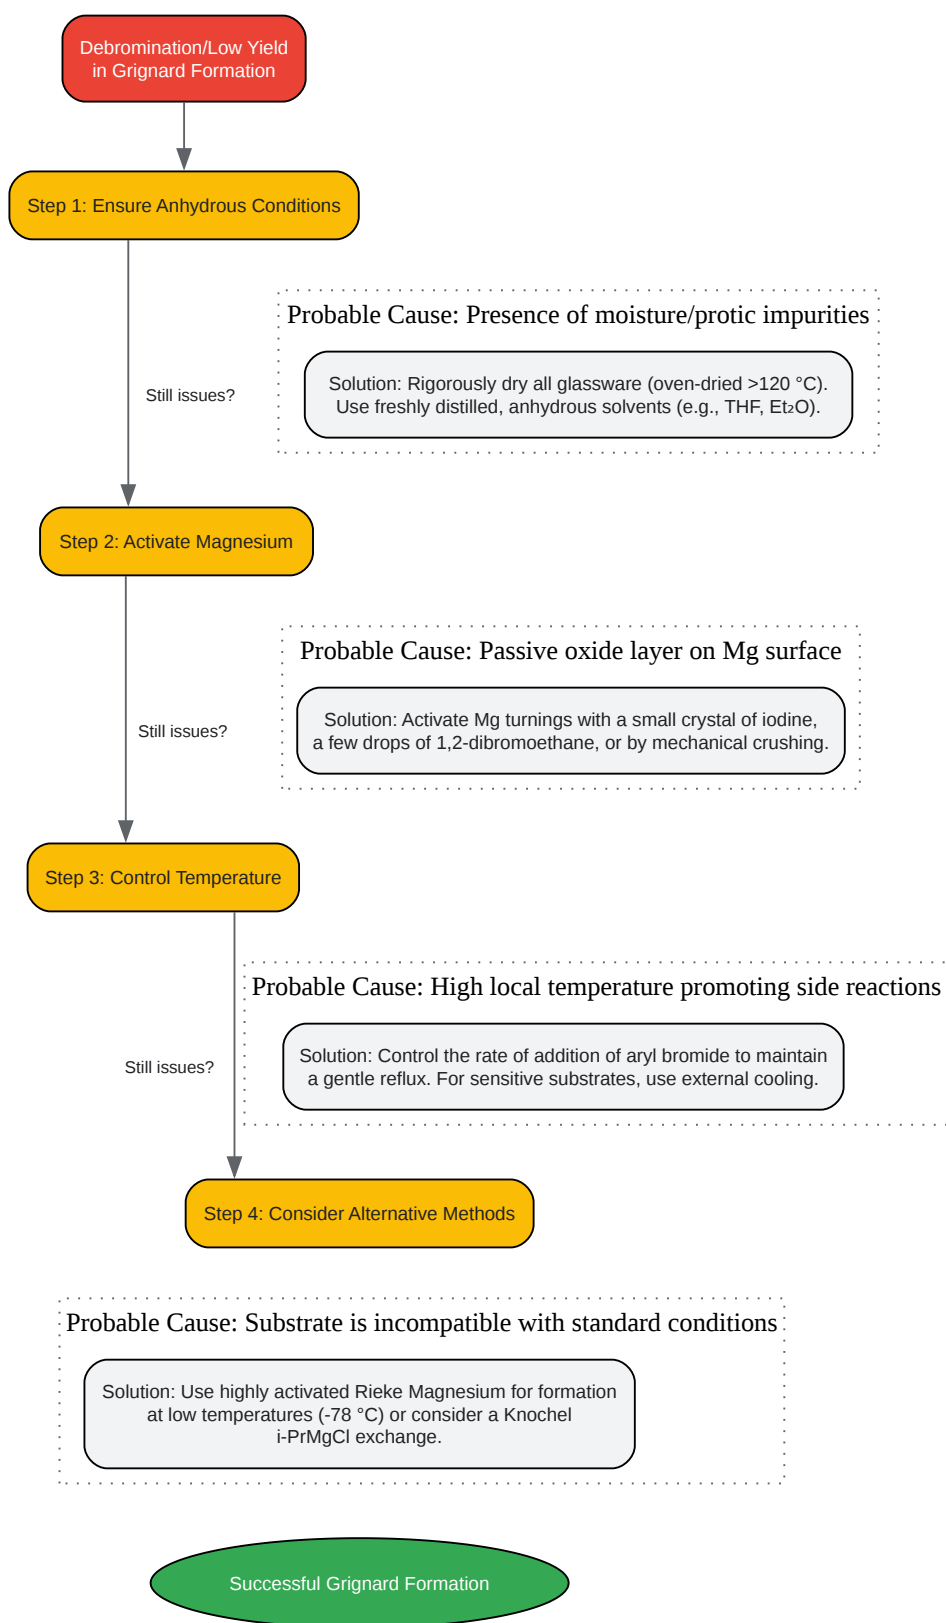 Debromination/Low Yield
in Grignard Formation
Step 1: Ensure Anhydrous Conditions
Probable Cause: Presence of moisture/protic impurities
Solution: Rigorously dry all glassware (oven-dried >120 °C).
Use freshly distilled, anhydrous solvents (e.g., THF, Et₂O).
Still issues?
Step 2: Activate Magnesium
Probable Cause: Passive oxide layer on Mg surface
Solution: Activate Mg turnings with a small crystal of iodine,
a few drops of 1,2-dibromoethane, or by mechanical crushing.
Still issues?
Step 3: Control Temperature
Probable Cause: High local temperature promoting side reactions
Solution: Control the rate of addition of aryl bromide to maintain
a gentle reflux. For sensitive substrates, use external cooling.
Still issues?
Step 4: Consider Alternative Methods
Probable Cause: Substrate is incompatible with standard conditions
Solution: Use highly activated Rieke Magnesium for formation
at low temperatures (-78 °C) or consider a Knochel
i-PrMgCl exchange.
Successful Grignard Formation